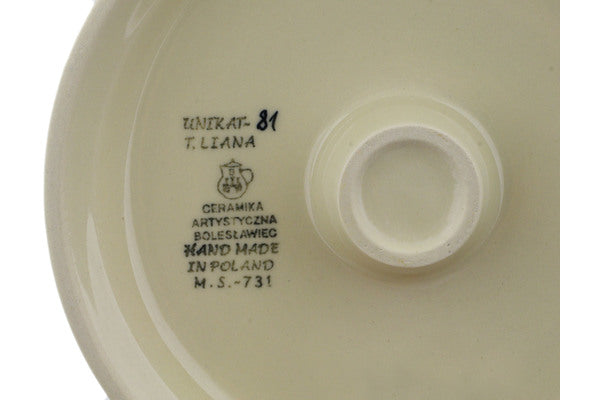 UNIKAT-81
T. LIANA
CERAMIKA
ARTYSTYCZNA
BOLESŁAWIEC
HAND MADE
IN POLAND
M.S.-731